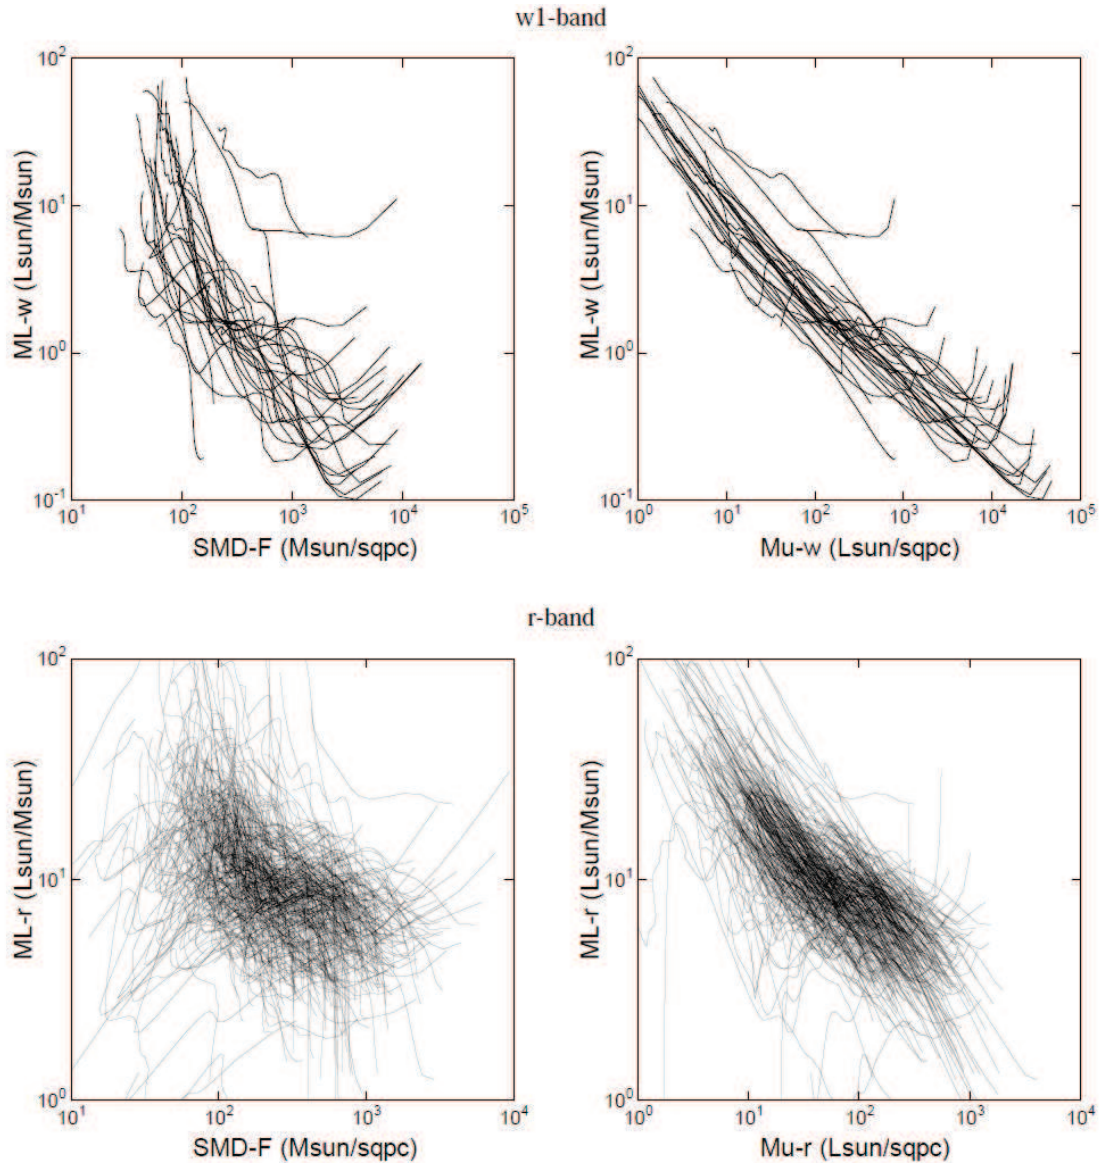 w1-band
10^2
10^1
10^0
10^-1
ML-w (Lsun/Msun)
10^1 10^2 10^3 10^4 10^5
SMD-F (Msun/sqpc)
ML-w (Lsun/Msun)
10^2
10^1
10^0
10^-1
10^0 10^1 10^2 10^3 10^4 10^5
Mu-w (Lsun/sqpc)
r-band
10^2
10^1
10^0
ML-r (Lsun/Msun)
10^1 10^2 10^3 10^4
SMD-F (Msun/sqpc)
ML-r (Lsun/Msun)
10^2
10^1
10^0
10^0 10^1 10^2 10^3 10^4
Mu-r (Lsun/sqpc)